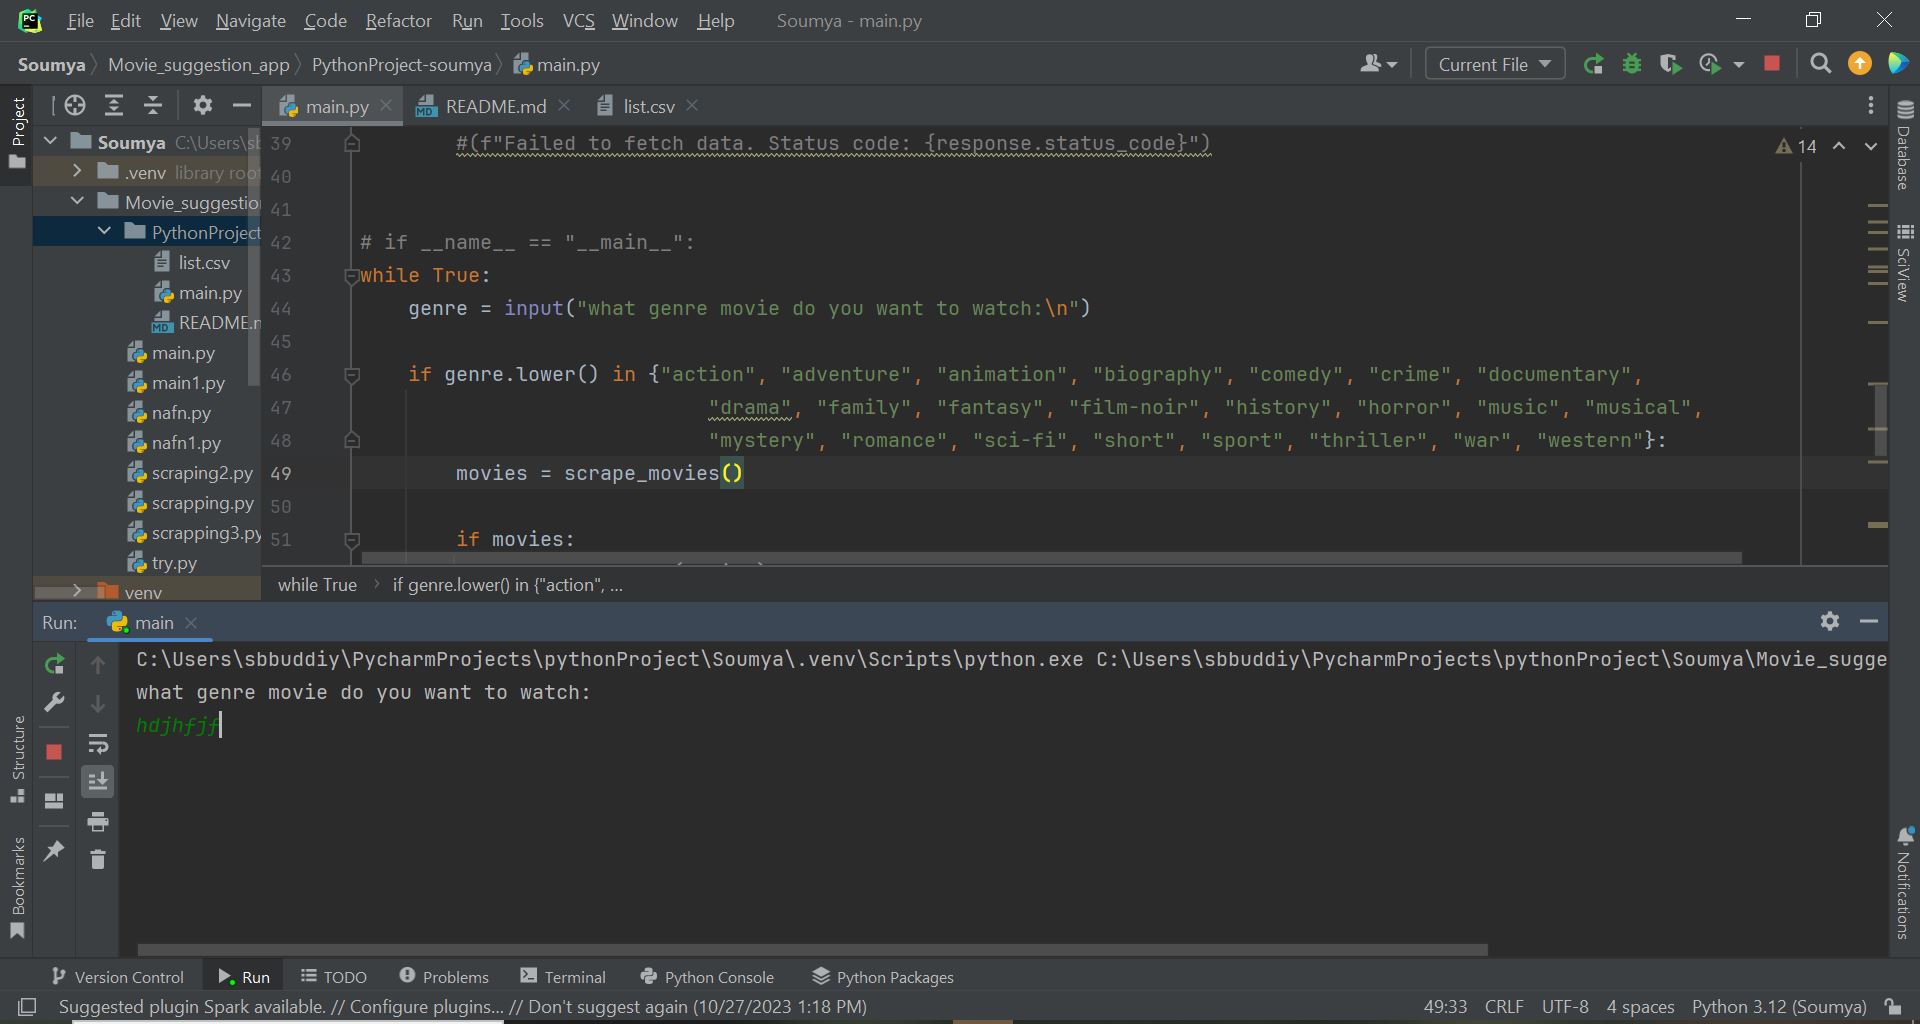 PC File Edit View Navigate Code Refactor Run Tools VCS Window Help Soumya - main.py
Soumya Movie_suggestion_app PythonProject-soumya main.py Current File
Project
main.py README.md list.csv
Soumya C:\Users\sb
.venv library root
Movie_suggestion
PythonProject
list.csv
main.py
README.m
main.py
main1.py
nafn.py
nafn1.py
scraping2.py
scrapping.py
scrapping3.py
try.py
venv
39 #(f"Failed to fetch data. Status code: {response.status_code}")
14
40
41
42 # if __name__ == "__main__":
43 while True:
44 genre = input("what genre movie do you want to watch:\n")
45
46 if genre.lower() in {"action", "adventure", "animation", "biography", "comedy", "crime", "documentary",
47 "drama", "family", "fantasy", "film-noir", "history", "horror", "music", "musical",
48 "mystery", "romance", "sci-fi", "short", "sport", "thriller", "war", "western"}:
49 movies = scrape_movies()
50
51 if movies:
while True if genre.lower() in {"action", ...
Database
SciView
Notifications
Run: main
C:\Users\sbbuddiy\PycharmProjects\pythonProject\Soumya\.venv\Scripts\python.exe C:\Users\sbbuddiy\PycharmProjects\pythonProject\Soumya\Movie_sugge
what genre movie do you want to watch:
hdjhfjf
Structure
Bookmarks
Version Control Run TODO Problems Terminal Python Console Python Packages
Suggested plugin Spark available. // Configure plugins... // Don't suggest again (10/27/2023 1:18 PM) 49:33 CRLF UTF-8 4 spaces Python 3.12 (Soumya)